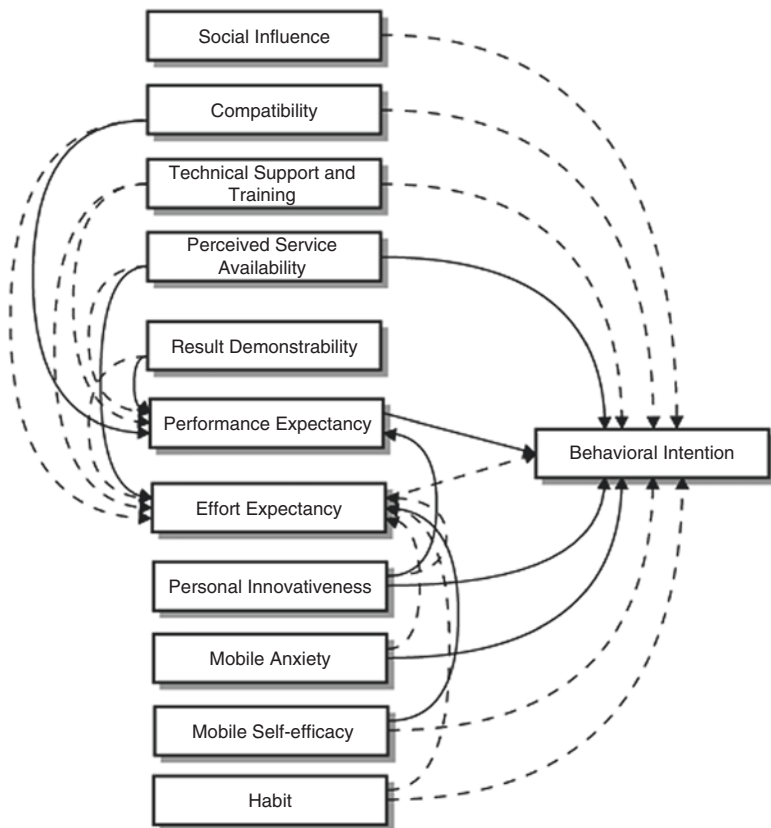 Social Influence
Compatibility
Technical Support and
Training
Perceived Service
Availability
Result Demonstrability
Performance Expectancy
Behavioral Intention
Effort Expectancy
Personal Innovativeness
Mobile Anxiety
Mobile Self-efficacy
Habit